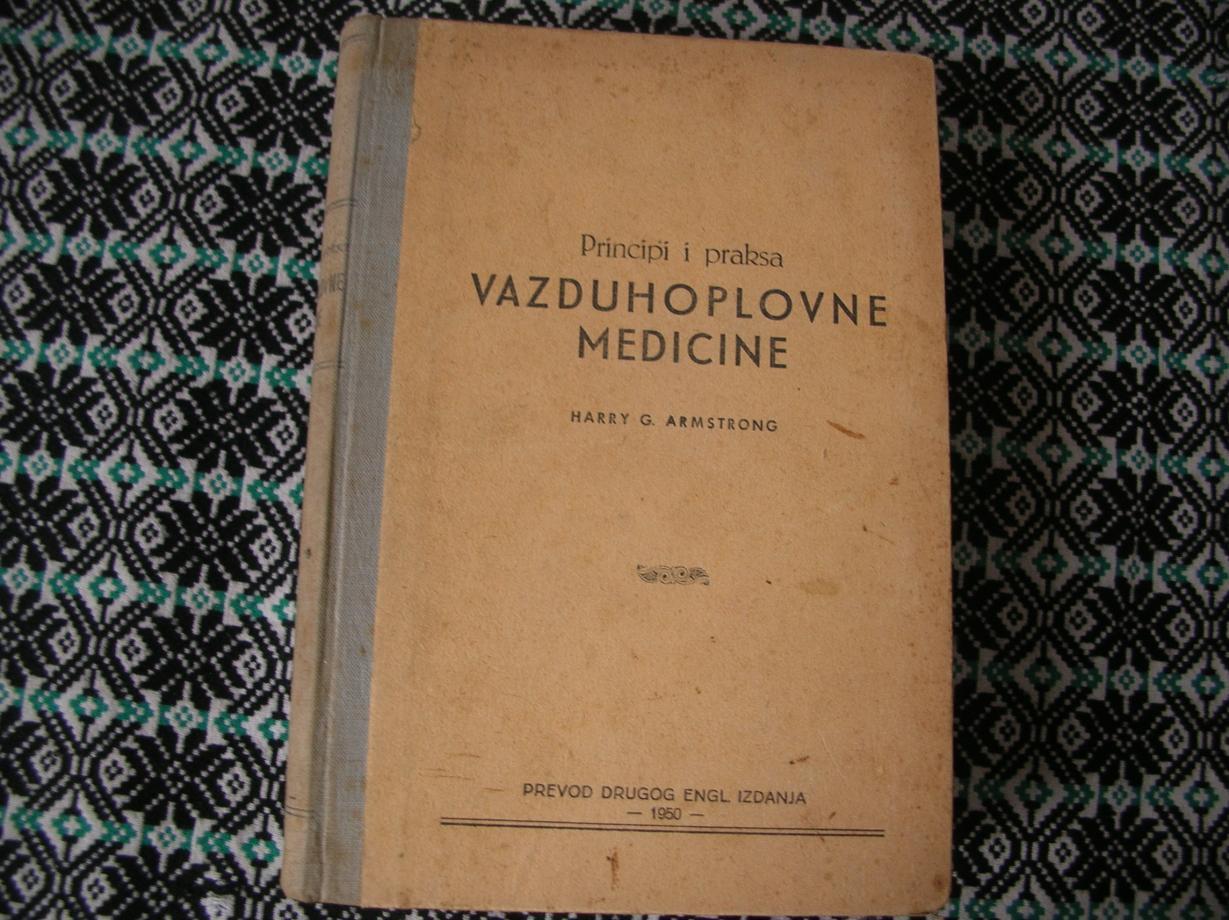 Principi i praksa
VAZDUHOPLOVNE
MEDICINE
HARRY G. ARMSTRONG
PREVOD DRUGOG ENGL. IZDANJA
— 1950 —